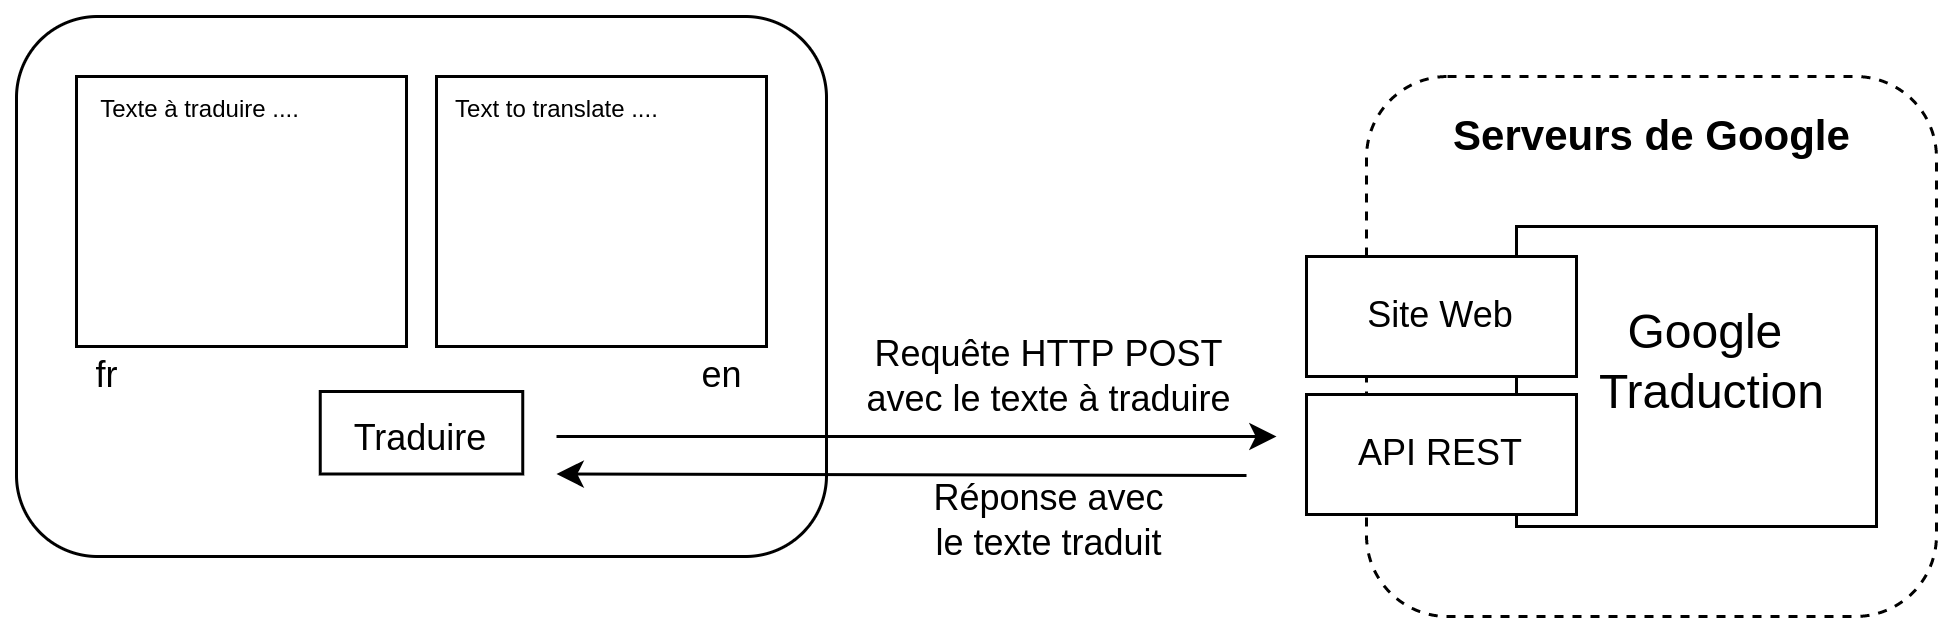 Texte à traduire ....
Text to translate ....
fr
en
Traduire
Requête HTTP POST
avec le texte à traduire
Réponse avec
le texte traduit
Serveurs de Google
Site Web
API REST
Google
Traduction